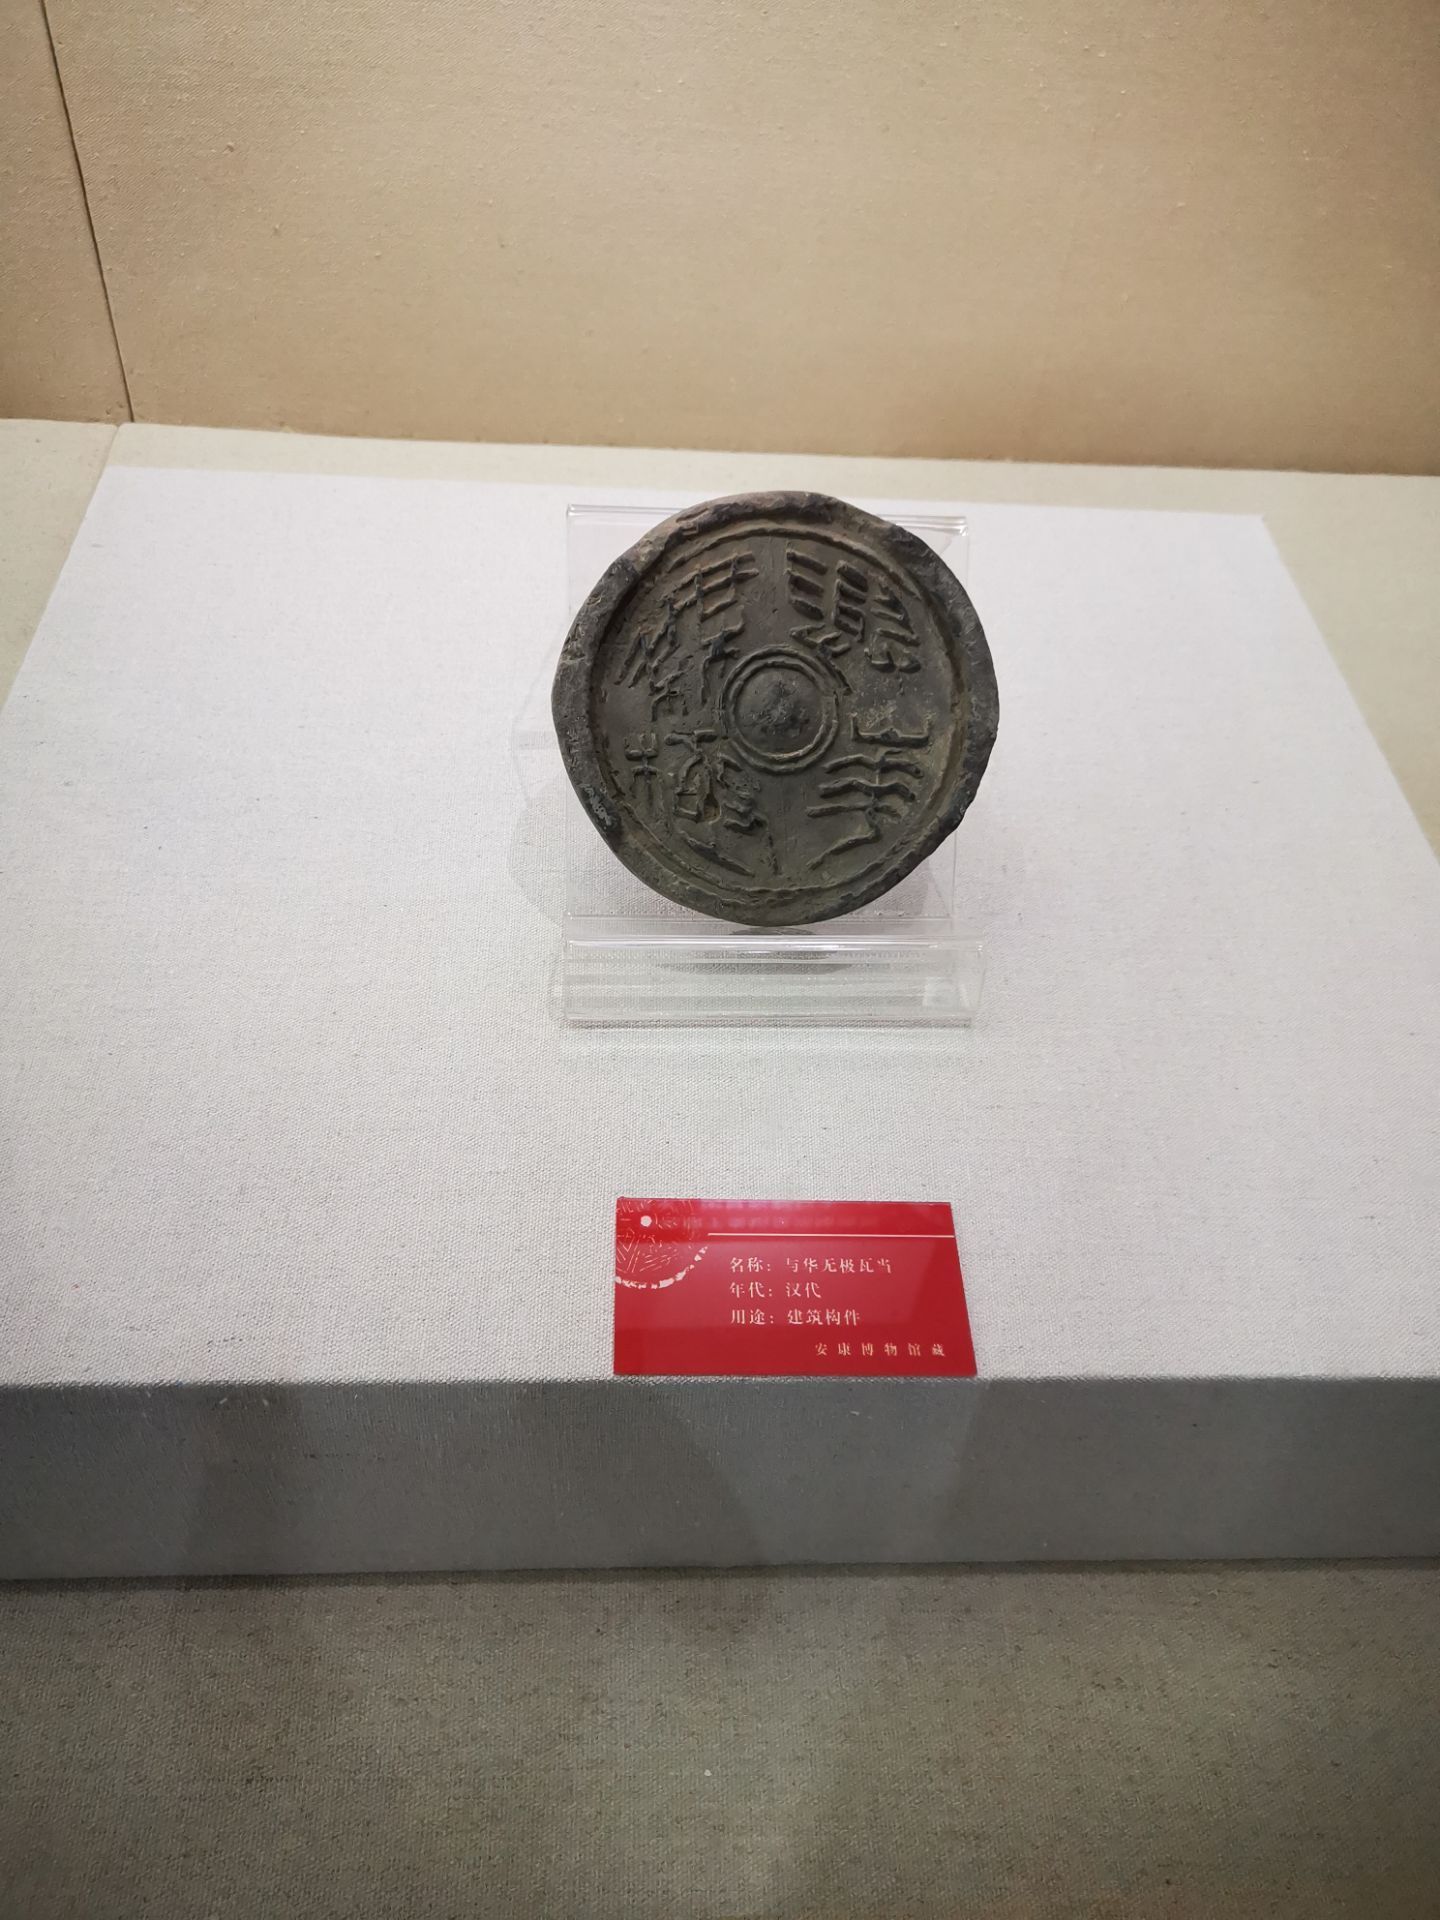 名称：与华无极瓦当
年代：汉代
用途：建筑构件
安康博物馆藏